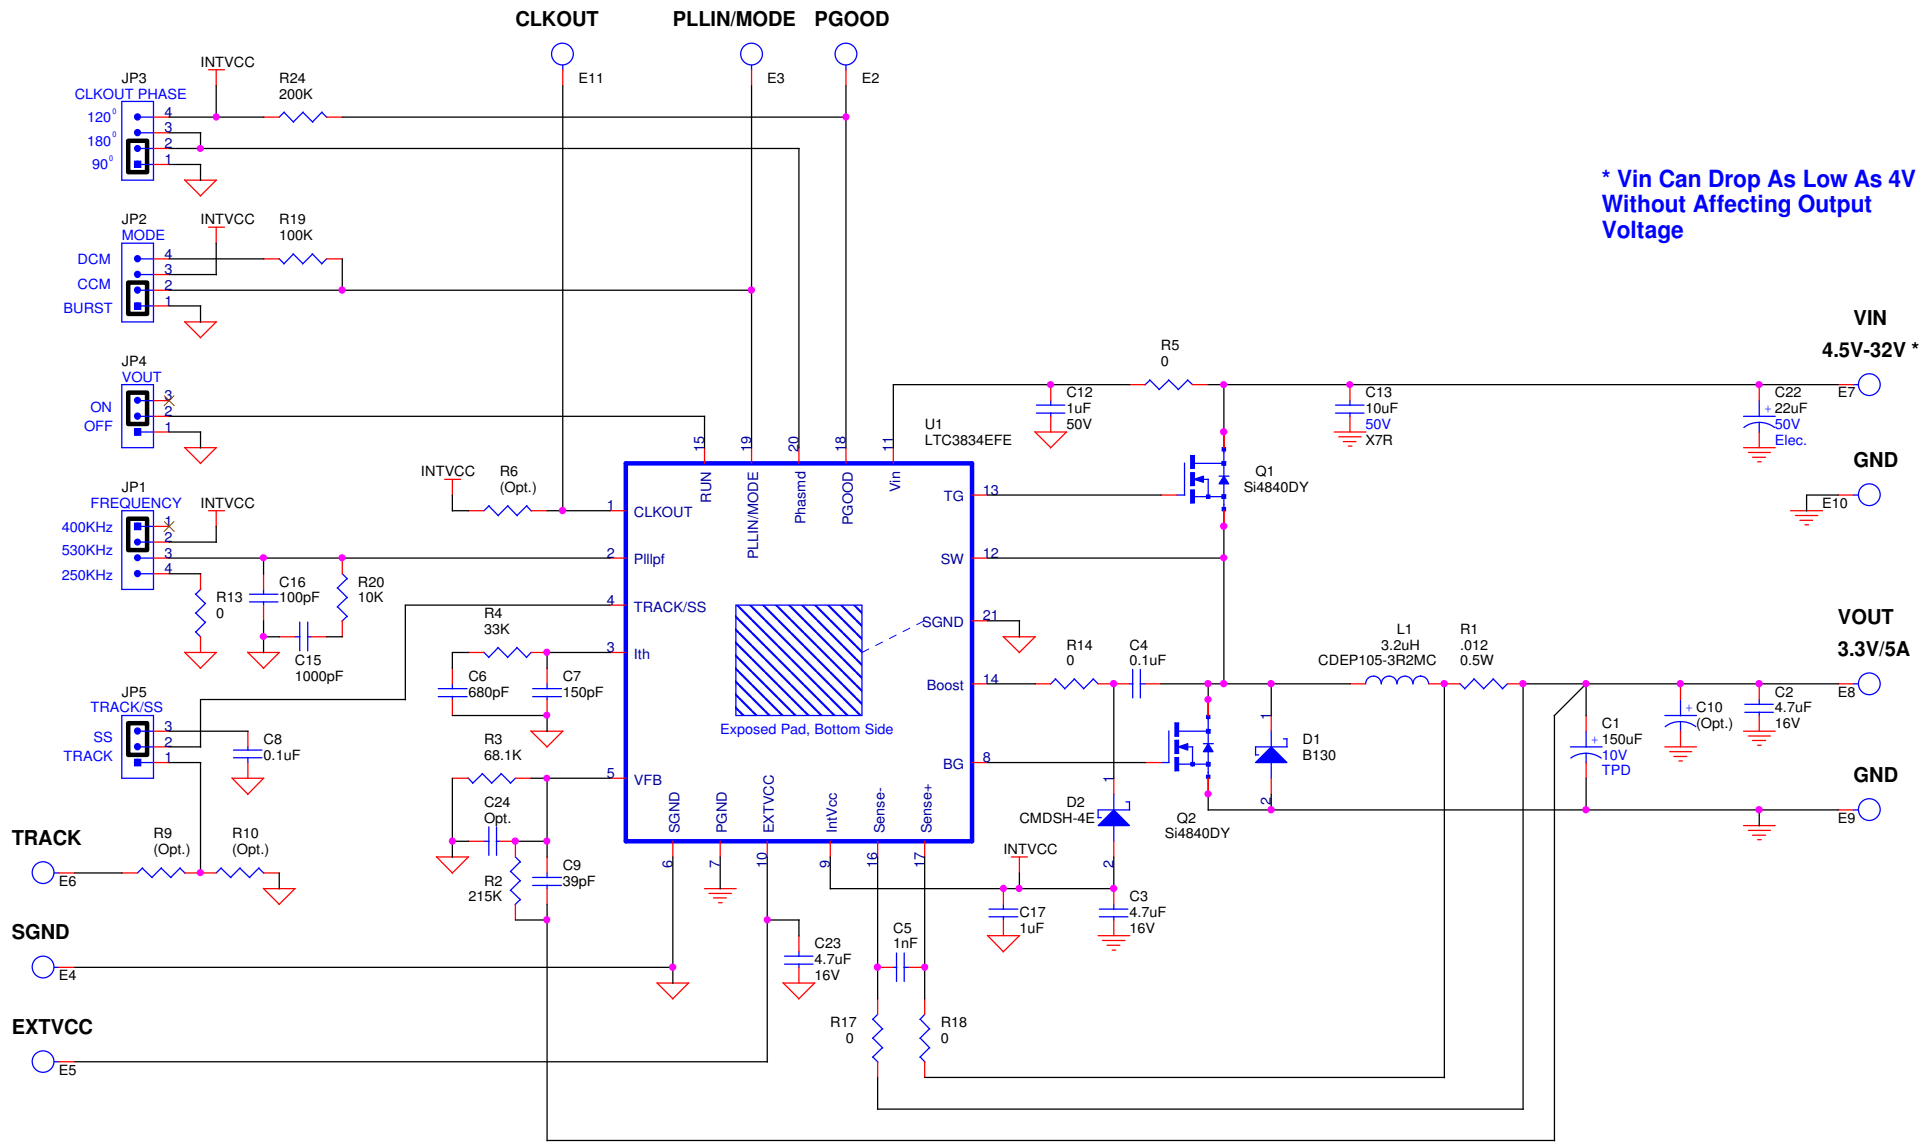 CLKOUT
PLLIN/MODE
PGOOD
E11
E3
E2
JP3
CLKOUT PHASE
120°
180°
90°
4
3
2
1
INTVCC
R24
200K
* Vin Can Drop As Low As 4V
Without Affecting Output
Voltage
JP2
MODE
DCM
CCM
BURST
4
3
2
1
INTVCC
R19
100K
JP4
VOUT
ON
OFF
3
2
1
JP1
FREQUENCY
400KHz
530KHz
250KHz
1
2
3
4
INTVCC
R13
0
C16
100pF
R20
10K
C15
1000pF
INTVCC
R6
(Opt.)
R4
33K
C6
680pF
C7
150pF
JP5
TRACK/SS
SS
TRACK
3
2
1
C8
0.1uF
R3
68.1K
C24
Opt.
R2
215K
C9
39pF
TRACK
E6
R9
(Opt.)
R10
(Opt.)
SGND
E4
EXTVCC
E5
U1
LTC3834EFE
15
RUN
19
PLLIN/MODE
20
Phasmd
18
PGOOD
11
Vin
1
CLKOUT
2
Plllpf
4
TRACK/SS
3
Ith
5
VFB
TG
13
SW
12
SGND
21
Boost
14
BG
8
Exposed Pad, Bottom Side
SGND
6
PGND
7
EXTVCC
10
IntVcc
9
Sense-
16
Sense+
17
C23
4.7uF
16V
C5
1nF
R17
0
R18
0
INTVCC
C17
1uF
C3
4.7uF
16V
D2
CMDSH-4E
1
2
R14
0
C4
0.1uF
C12
1uF
50V
R5
0
Q1
Si4840DY
C13
10uF
50V
X7R
C22
+
22uF
50V
Elec.
VIN
4.5V-32V *
E7
GND
E10
Q2
Si4840DY
D1
B130
1
2
L1
3.2uH
CDEP105-3R2MC
R1
.012
0.5W
C1
+
150uF
10V
TPD
+
C10
(Opt.)
C2
4.7uF
16V
VOUT
3.3V/5A
E8
GND
E9